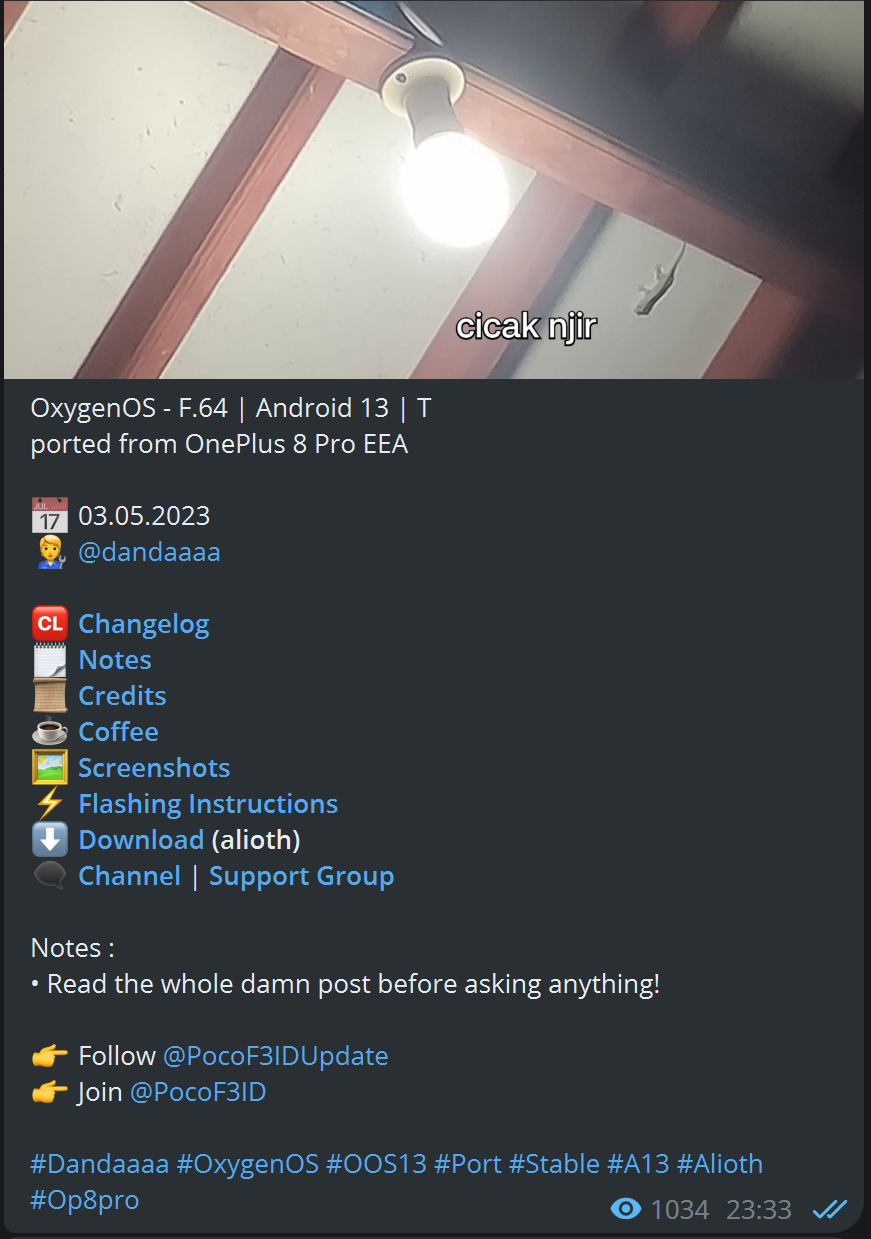 cicak njir
OxygenOS - F.64 | Android 13 | T
ported from OnePlus 8 Pro EEA
JUL
17
03.05.2023
@dandaaaa
CL Changelog
Notes
Credits
Coffee
Screenshots
Flashing Instructions
Download (alioth)
Channel | Support Group
Notes :
• Read the whole damn post before asking anything!
Follow @PocoF3IDUpdate
Join @PocoF3ID
#Dandaaaa #OxygenOS #OOS13 #Port #Stable #A13 #Alioth
#Op8pro
1034 23:33